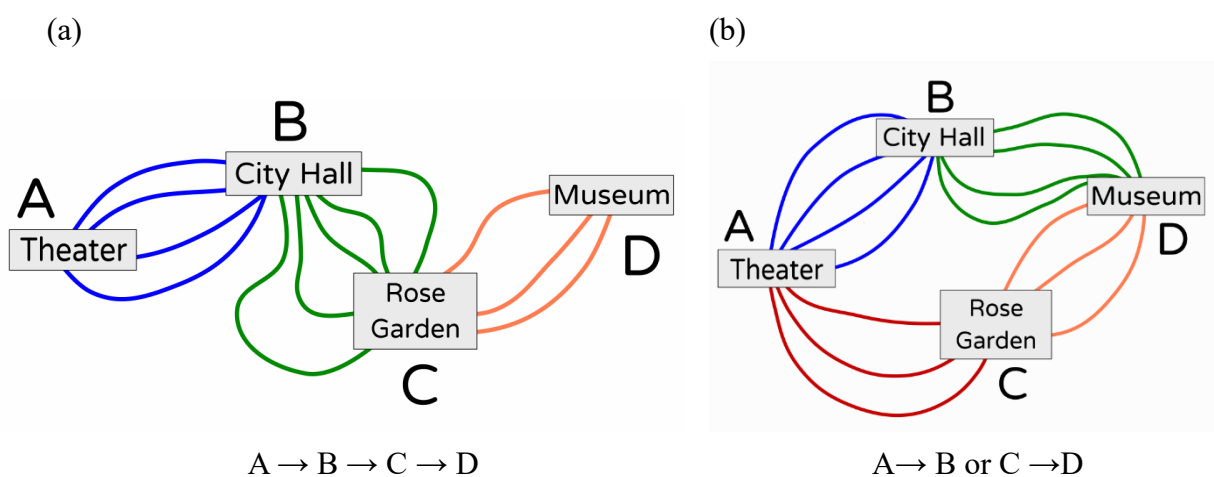 (a)
B
City Hall
A
Theater
Museum
D
Rose
Garden
C
A → B → C → D
(b)
B
City Hall
Museum
D
A
Theater
Rose
Garden
C
A→ B or C →D